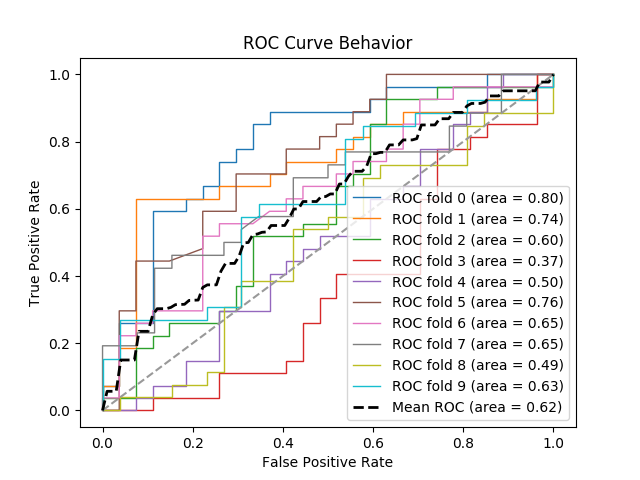 ROC Curve Behavior
True Positive Rate
1.0
0.8
0.6
0.4
0.2
0.0
ROC fold 0 (area = 0.80)
ROC fold 1 (area = 0.74)
ROC fold 2 (area = 0.60)
ROC fold 3 (area = 0.37)
ROC fold 4 (area = 0.50)
ROC fold 5 (area = 0.76)
ROC fold 6 (area = 0.65)
ROC fold 7 (area = 0.65)
ROC fold 8 (area = 0.49)
ROC fold 9 (area = 0.63)
Mean ROC (area = 0.62)
0.0 0.2 0.4 0.6 0.8 1.0
False Positive Rate